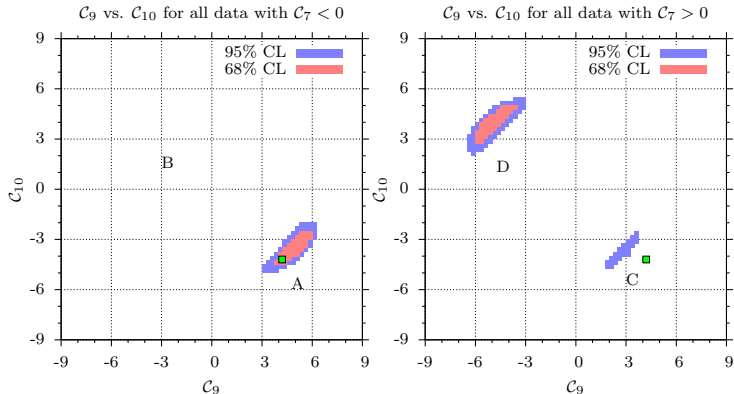 C₉ vs. C₁₀ for all data with C₇ < 0
95% CL
68% CL
9
6
3
0
-3
-6
-9
C₁₀
B
A
-9
-6
-3
0
3
6
9
C₉
C₉ vs. C₁₀ for all data with C₇ > 0
95% CL
68% CL
9
6
3
0
-3
-6
-9
C₁₀
D
C
-9
-6
-3
0
3
6
9
C₉